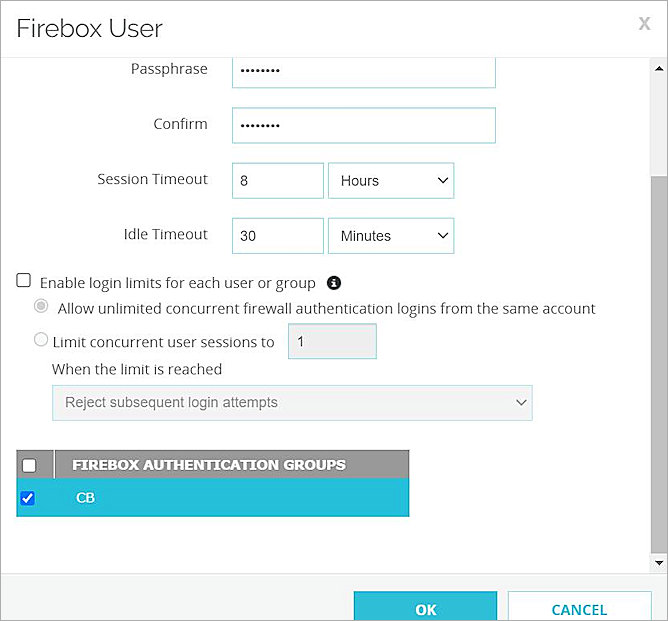 Firebox User
X
Passphrase ••••••••
Confirm ••••••••
Session Timeout 8 Hours
Idle Timeout 30 Minutes
Enable login limits for each user or group i
Allow unlimited concurrent firewall authentication logins from the same account
Limit concurrent user sessions to 1
When the limit is reached
Reject subsequent login attempts
FIREBOX AUTHENTICATION GROUPS
CB
OK CANCEL